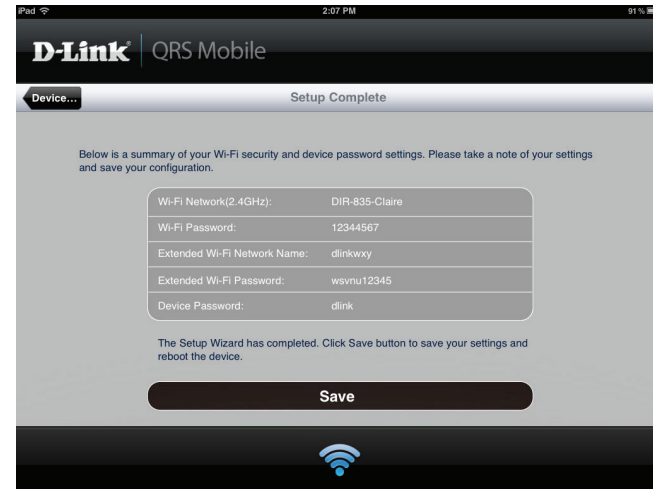 iPad 2:07 PM 91 %
D-Link QRS Mobile
Device... Setup Complete
Below is a summary of your Wi-Fi security and device password settings. Please take a note of your settings
and save your configuration.
Wi-Fi Network(2.4GHz): DIR-835-Claire
Wi-Fi Password: 12344567
Extended Wi-Fi Network Name: dlinkwxy
Extended Wi-Fi Password: wsvnu12345
Device Password: dlink
The Setup Wizard has completed. Click Save button to save your settings and
reboot the device.
Save